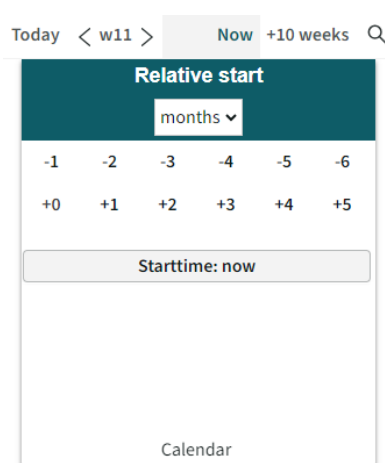 Today < w11 > Now +10 weeks
Relative start
months
-1 -2 -3 -4 -5 -6
+0 +1 +2 +3 +4 +5
Starttime: now
Calendar